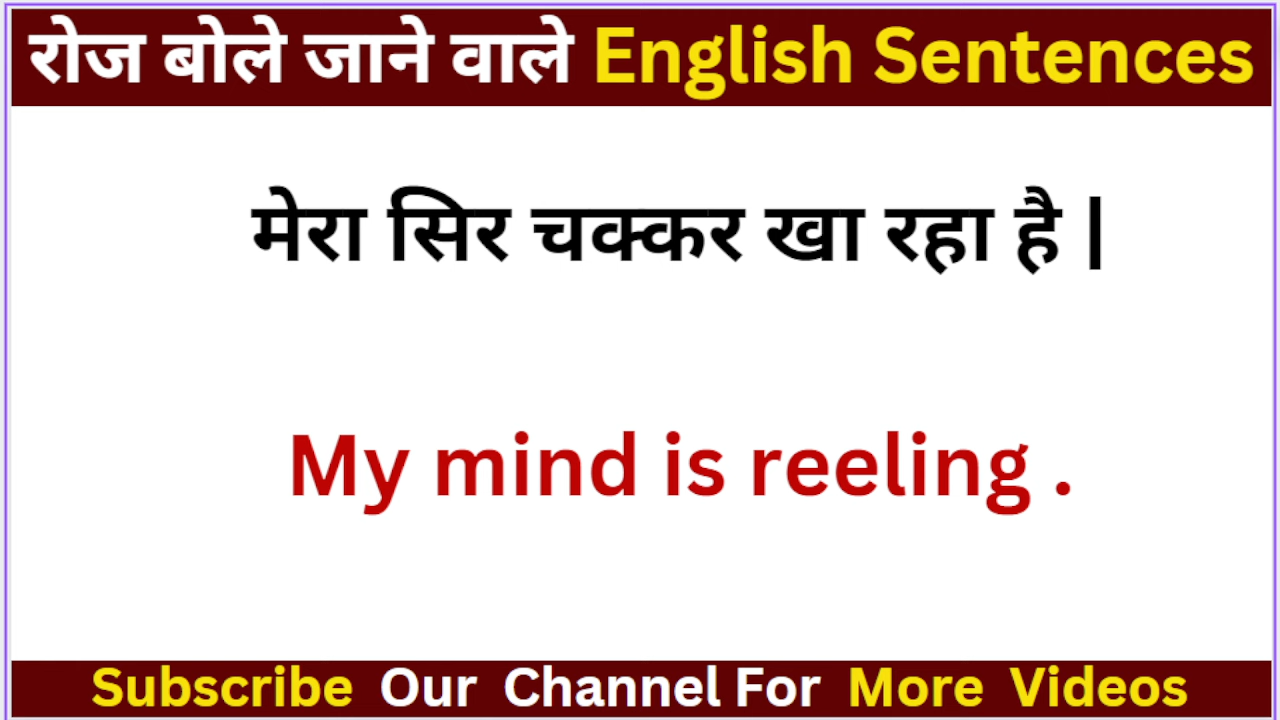 रोज बोले जाने वाले English Sentences
मेरा सिर चक्कर खा रहा है |
My mind is reeling .
Subscribe Our Channel For More Videos